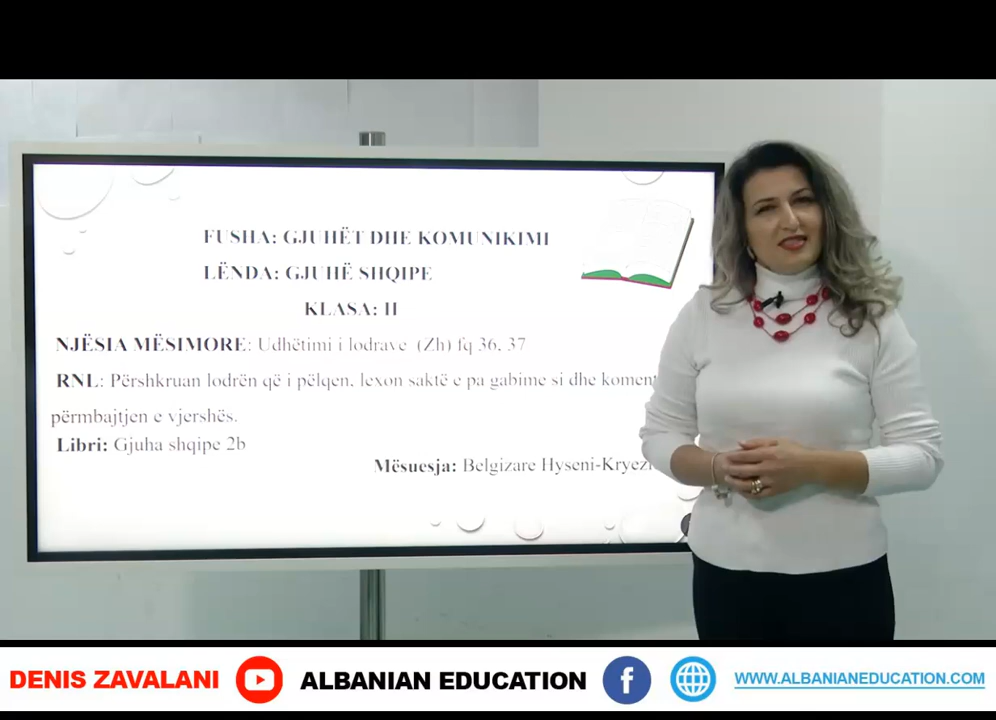 FUSHA: GJUHËT DHE KOMUNIKIMI
LËNDA: GJUHË SHQIPE
KLASA: II
NJËSIA MËSIMORE: Udhëtimi i lodrave (Zh) fq 36, 37
RNL: Përshkruan lodrën që i pëlqen, lexon saktë e pa gabime si dhe koment
përmbajtjen e vjershës.
Libri: Gjuha shqipe 2b
Mësuesja: Belgizare Hyseni-Kryezi
DENIS ZAVALANI ALBANIAN EDUCATION f WWW.ALBANIANEDUCATION.COM